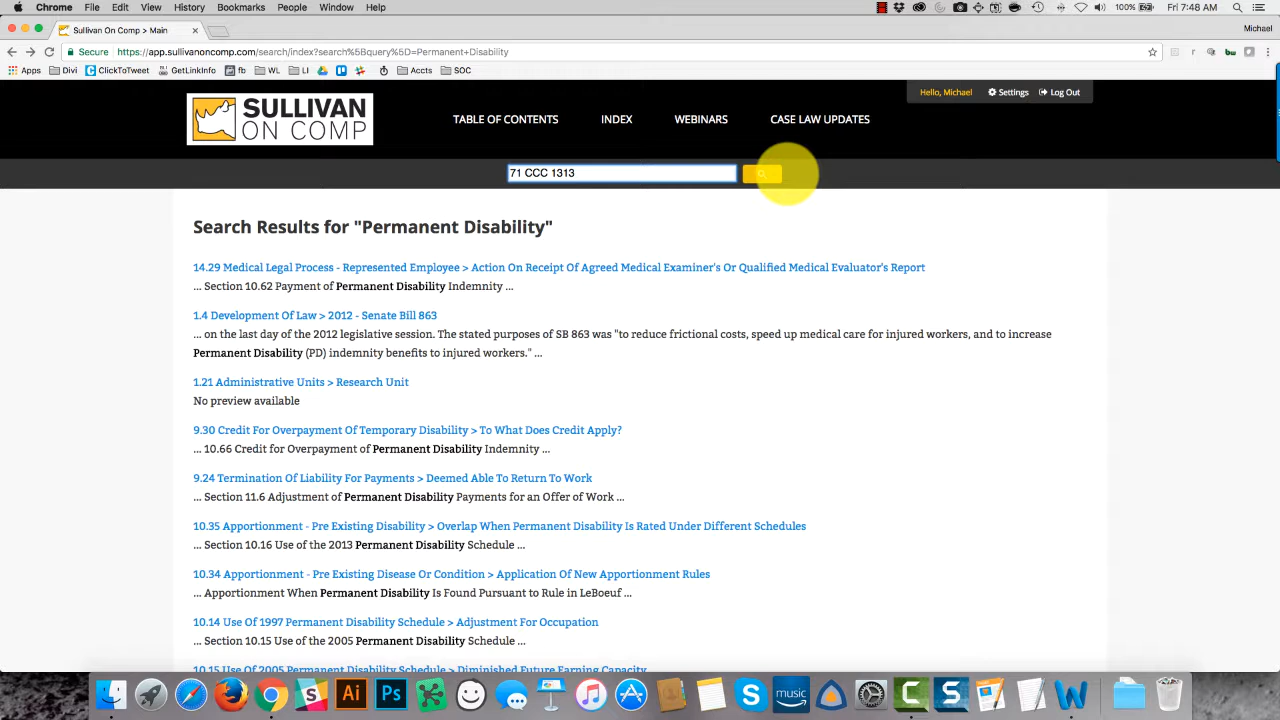 Chrome File Edit View History Bookmarks People Window Help 100% Fri 7:48 AM
Sullivan On Comp > Main Michael
Secure https://app.sullivanoncomp.com/search/index?search%5Bquery%5D=Permanent+Disability
Apps Divi ClickToTweet GetLinkInfo fb WL LI Accts SOC
Hello, Michael Settings Log Out
SULLIVAN
ON COMP
TABLE OF CONTENTS INDEX WEBINARS CASE LAW UPDATES
71 CCC 1313
Search Results for "Permanent Disability"
14.29 Medical Legal Process - Represented Employee > Action On Receipt Of Agreed Medical Examiner's Or Qualified Medical Evaluator's Report
... Section 10.62 Payment of Permanent Disability Indemnity ...
1.4 Development Of Law > 2012 - Senate Bill 863
... on the last day of the 2012 legislative session. The stated purposes of SB 863 was "to reduce frictional costs, speed up medical care for injured workers, and to increase
Permanent Disability (PD) indemnity benefits to injured workers." ...
1.21 Administrative Units > Research Unit
No preview available
9.30 Credit For Overpayment Of Temporary Disability > To What Does Credit Apply?
... 10.66 Credit for Overpayment of Permanent Disability Indemnity ...
9.24 Termination Of Liability For Payments > Deemed Able To Return To Work
... Section 11.6 Adjustment of Permanent Disability Payments for an Offer of Work ...
10.35 Apportionment - Pre Existing Disability > Overlap When Permanent Disability Is Rated Under Different Schedules
... Section 10.16 Use of the 2013 Permanent Disability Schedule ...
10.34 Apportionment - Pre Existing Disease Or Condition > Application Of New Apportionment Rules
... Apportionment When Permanent Disability Is Found Pursuant to Rule in LeBoeuf ...
10.14 Use Of 1997 Permanent Disability Schedule > Adjustment For Occupation
... Section 10.15 Use of the 2005 Permanent Disability Schedule ...
10.15 Use Of 2005 Permanent Disability Schedule > Diminished Future Earning Capacity
Ai Ps music